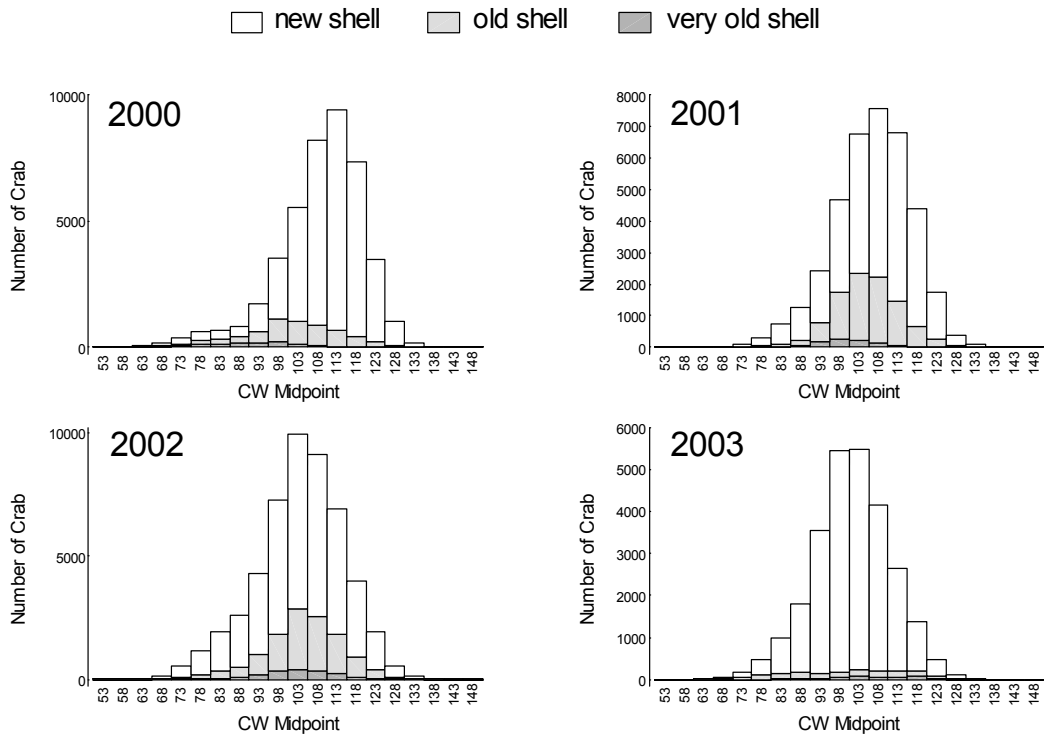 new shell old shell very old shell
2000
10000
5000
0
Number of Crab
53 58 63 68 73 78 83 88 93 98 103 108 113 118 123 128 133 138 143 148
CW Midpoint
2001
8000
7000
6000
5000
4000
3000
2000
1000
0
Number of Crab
53 58 63 68 73 78 83 88 93 98 103 108 113 118 123 128 133 138 143 148
CW Midpoint
2002
10000
5000
0
Number of Crab
53 58 63 68 73 78 83 88 93 98 103 108 113 118 123 128 133 138 143 148
CW Midpoint
2003
6000
5000
4000
3000
2000
1000
0
Number of Crab
53 58 63 68 73 78 83 88 93 98 103 108 113 118 123 128 133 138 143 148
CW Midpoint